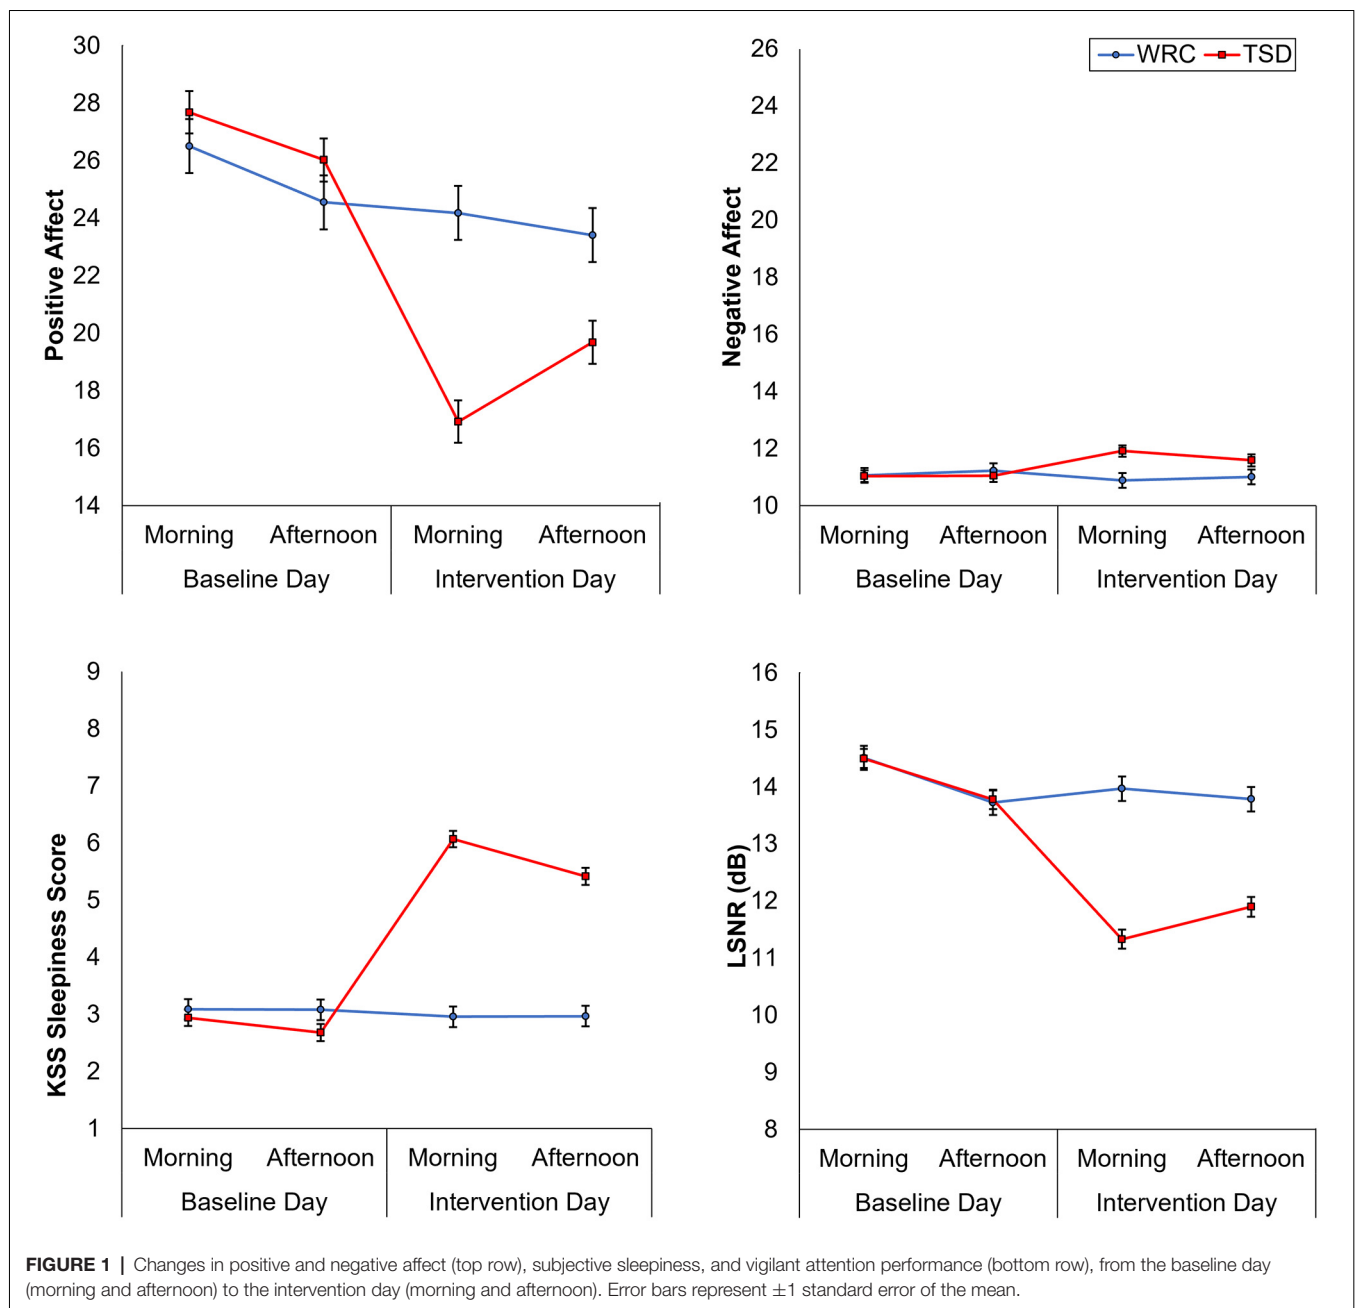 30
28
26
24
22
20
18
16
14
Positive Affect
Morning Afternoon Morning Afternoon
Baseline Day Intervention Day
WRC TSD
26
24
22
20
18
16
14
12
10
Negative Affect
Morning Afternoon Morning Afternoon
Baseline Day Intervention Day
9
8
7
6
5
4
3
2
1
KSS Sleepiness Score
Morning Afternoon Morning Afternoon
Baseline Day Intervention Day
16
15
14
13
12
11
10
9
8
LSNR (dB)
Morning Afternoon Morning Afternoon
Baseline Day Intervention Day
FIGURE 1 | Changes in positive and negative affect (top row), subjective sleepiness, and vigilant attention performance (bottom row), from the baseline day
(morning and afternoon) to the intervention day (morning and afternoon). Error bars represent ±1 standard error of the mean.